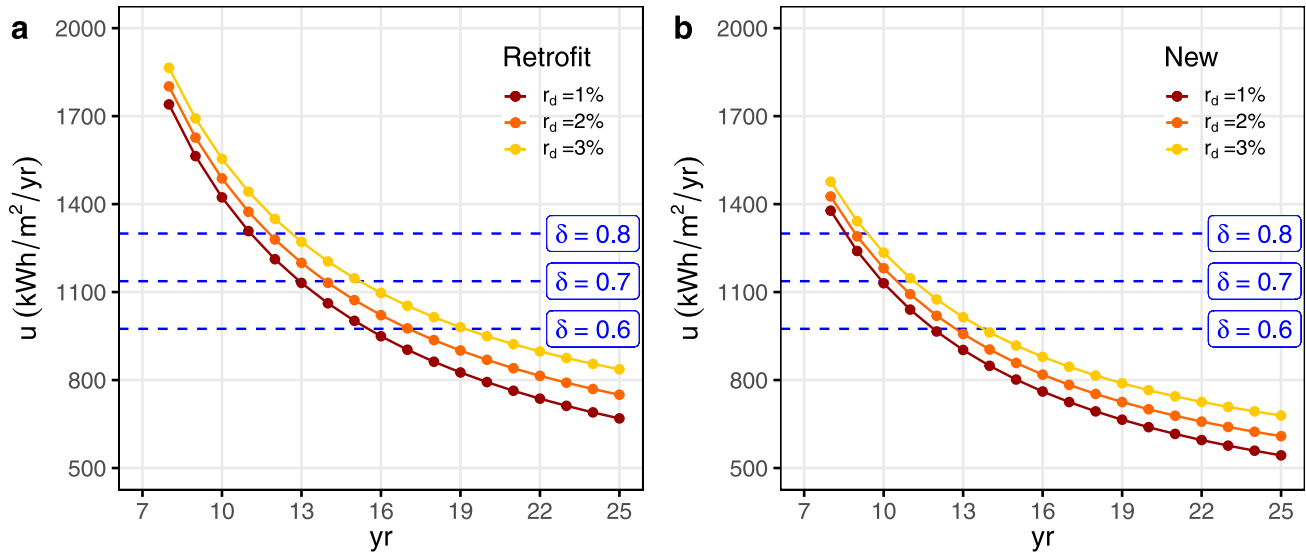 a
2000
1700
1400
1100
800
500
u (kWh/m²/yr)
Retrofit
r_d =1%
r_d =2%
r_d =3%
δ = 0.8
δ = 0.7
δ = 0.6
7 10 13 16 19 22 25
yr
b
2000
1700
1400
1100
800
500
u (kWh/m²/yr)
New
r_d =1%
r_d =2%
r_d =3%
δ = 0.8
δ = 0.7
δ = 0.6
7 10 13 16 19 22 25
yr